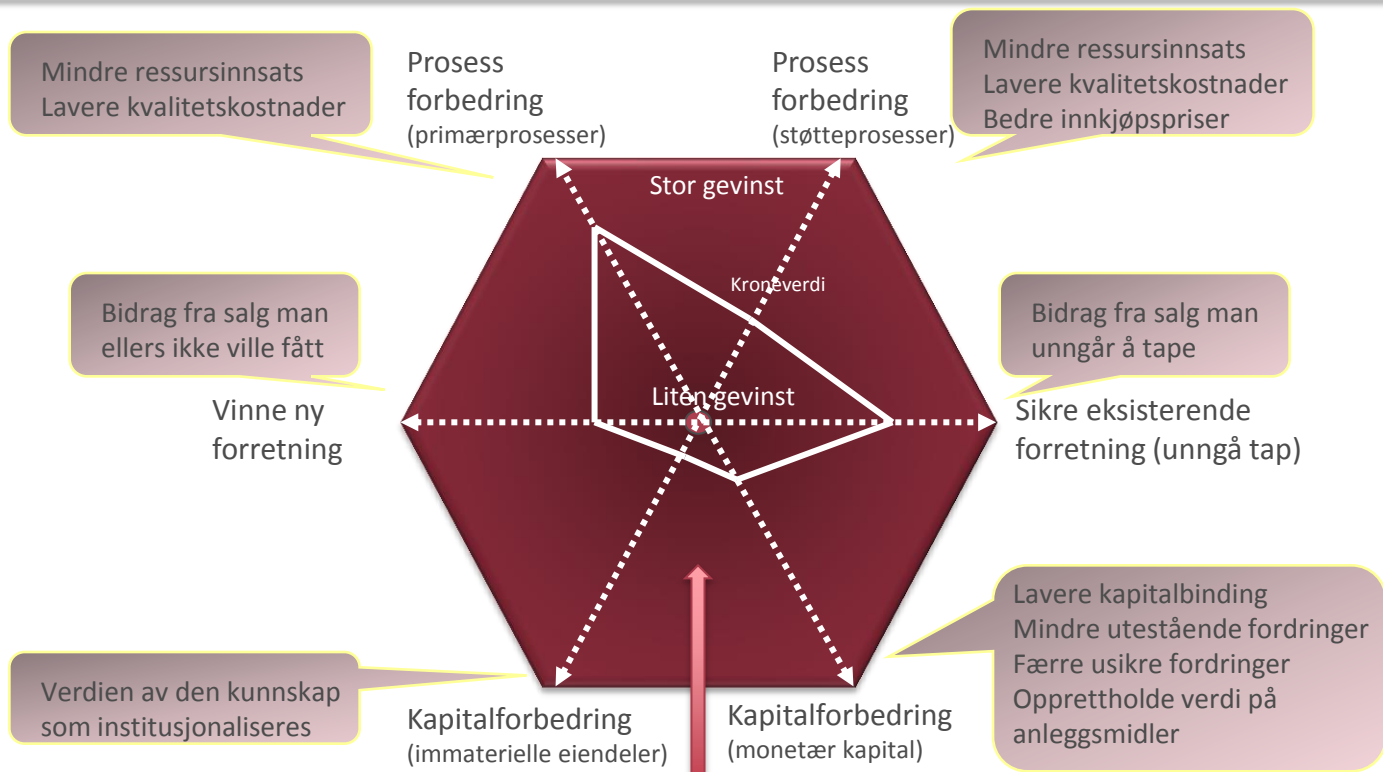 Mindre ressursinnsats
Lavere kvalitetskostnader
Prosess
forbedring
(primærprosesser)
Prosess
forbedring
(støtteprosesser)
Mindre ressursinnsats
Lavere kvalitetskostnader
Bedre innkjøpspriser
Stor gevinst
Kroneverdi
Bidrag fra salg man
ellers ikke ville fått
Bidrag fra salg man
unngår å tape
Liten gevinst
Vinne ny
forretning
Sikre eksisterende
forretning (unngå tap)
Verdien av den kunnskap
som institusjonaliseres
Kapitalforbedring
(immaterielle eiendeler)
Kapitalforbedring
(monetær kapital)
Lavere kapitalbinding
Mindre utestående fordringer
Færre usikre fordringer
Opprettholde verdi på
anleggsmidler